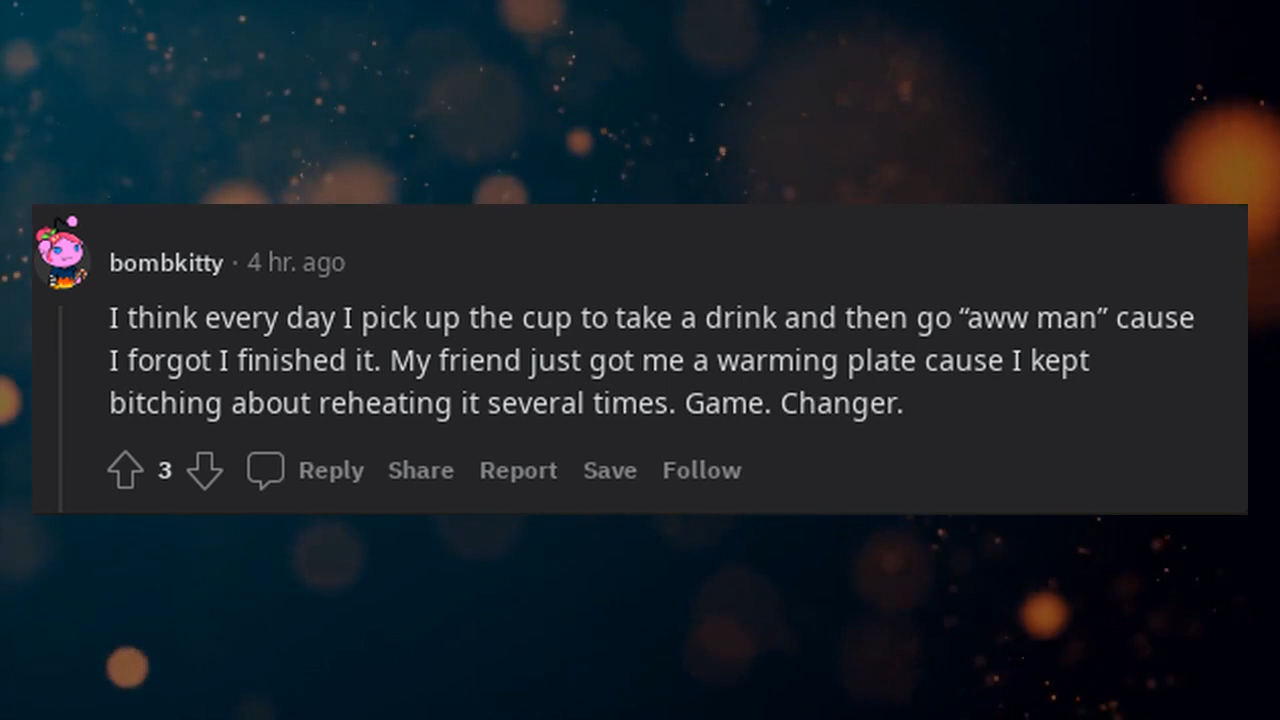 bombkitty · 4 hr. ago
I think every day I pick up the cup to take a drink and then go “aww man” cause
I forgot I finished it. My friend just got me a warming plate cause I kept
bitching about reheating it several times. Game. Changer.
3 Reply Share Report Save Follow